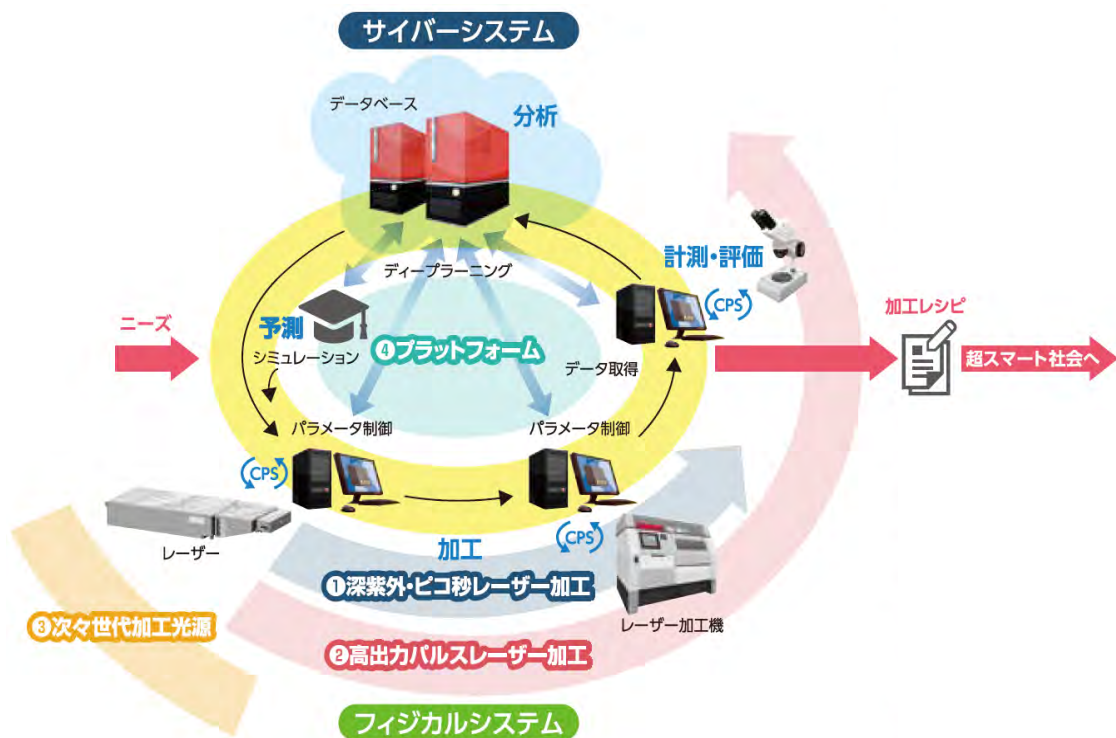 サイバーシステム
データベース
分析
ディープラーニング
計測・評価
CPS
ニーズ
予測
シミュレーション
❹プラットフォーム
データ取得
加工レシピ
超スマート社会へ
パラメータ制御
パラメータ制御
CPS
CPS
レーザー
加工
❶深紫外・ピコ秒レーザー加工
レーザー加工機
❸次々世代加工光源
❷高出力パルスレーザー加工
フィジカルシステム